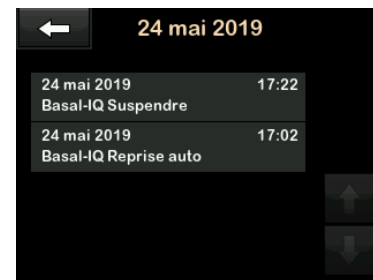 24 mai 2019
24 mai 2019 17:22
Basal-IQ Suspendre
24 mai 2019 17:02
Basal-IQ Reprise auto